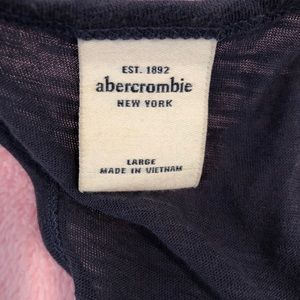 EST. 1892
abercrombie
NEW YORK
LARGE
MADE IN VIETNAM